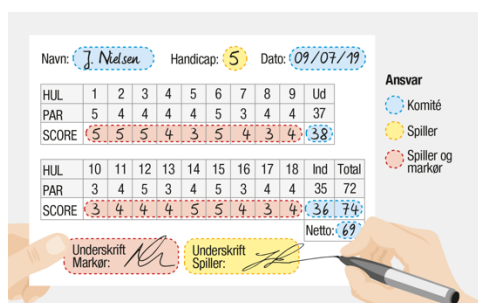 Navn: J. Nielsen Handicap: 5 Dato: 09/07/19
Ansvar
Komité
Spiller
Spiller og
markør
HUL 1 2 3 4 5 6 7 8 9 Ud
PAR 5 4 4 4 4 5 3 4 4 37
SCORE 5 5 5 4 3 5 4 3 4 38
HUL 10 11 12 13 14 15 16 17 18 Ind Total
PAR 3 4 5 3 4 5 3 4 4 35 72
SCORE 3 4 4 4 5 5 4 3 4 36 74
Netto: 69
Underskrift
Markør:
Underskrift
Spiller: